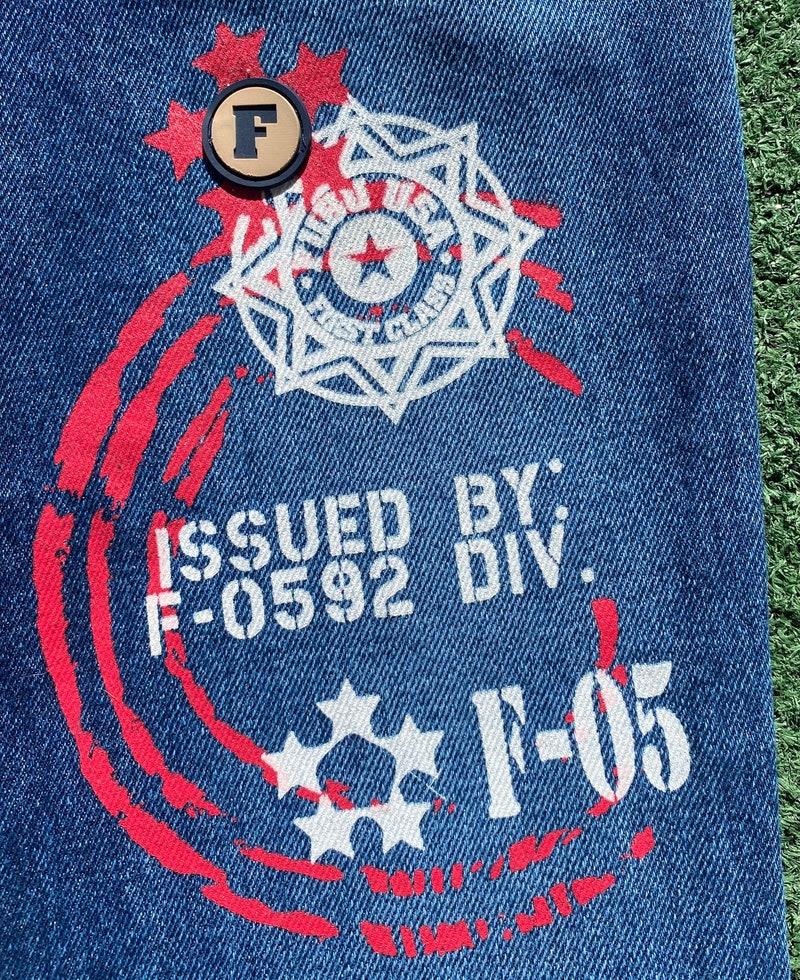 F
FUBU USA
FIRST CLASS
ISSUED BY:
F-0592 DIV.
F-05